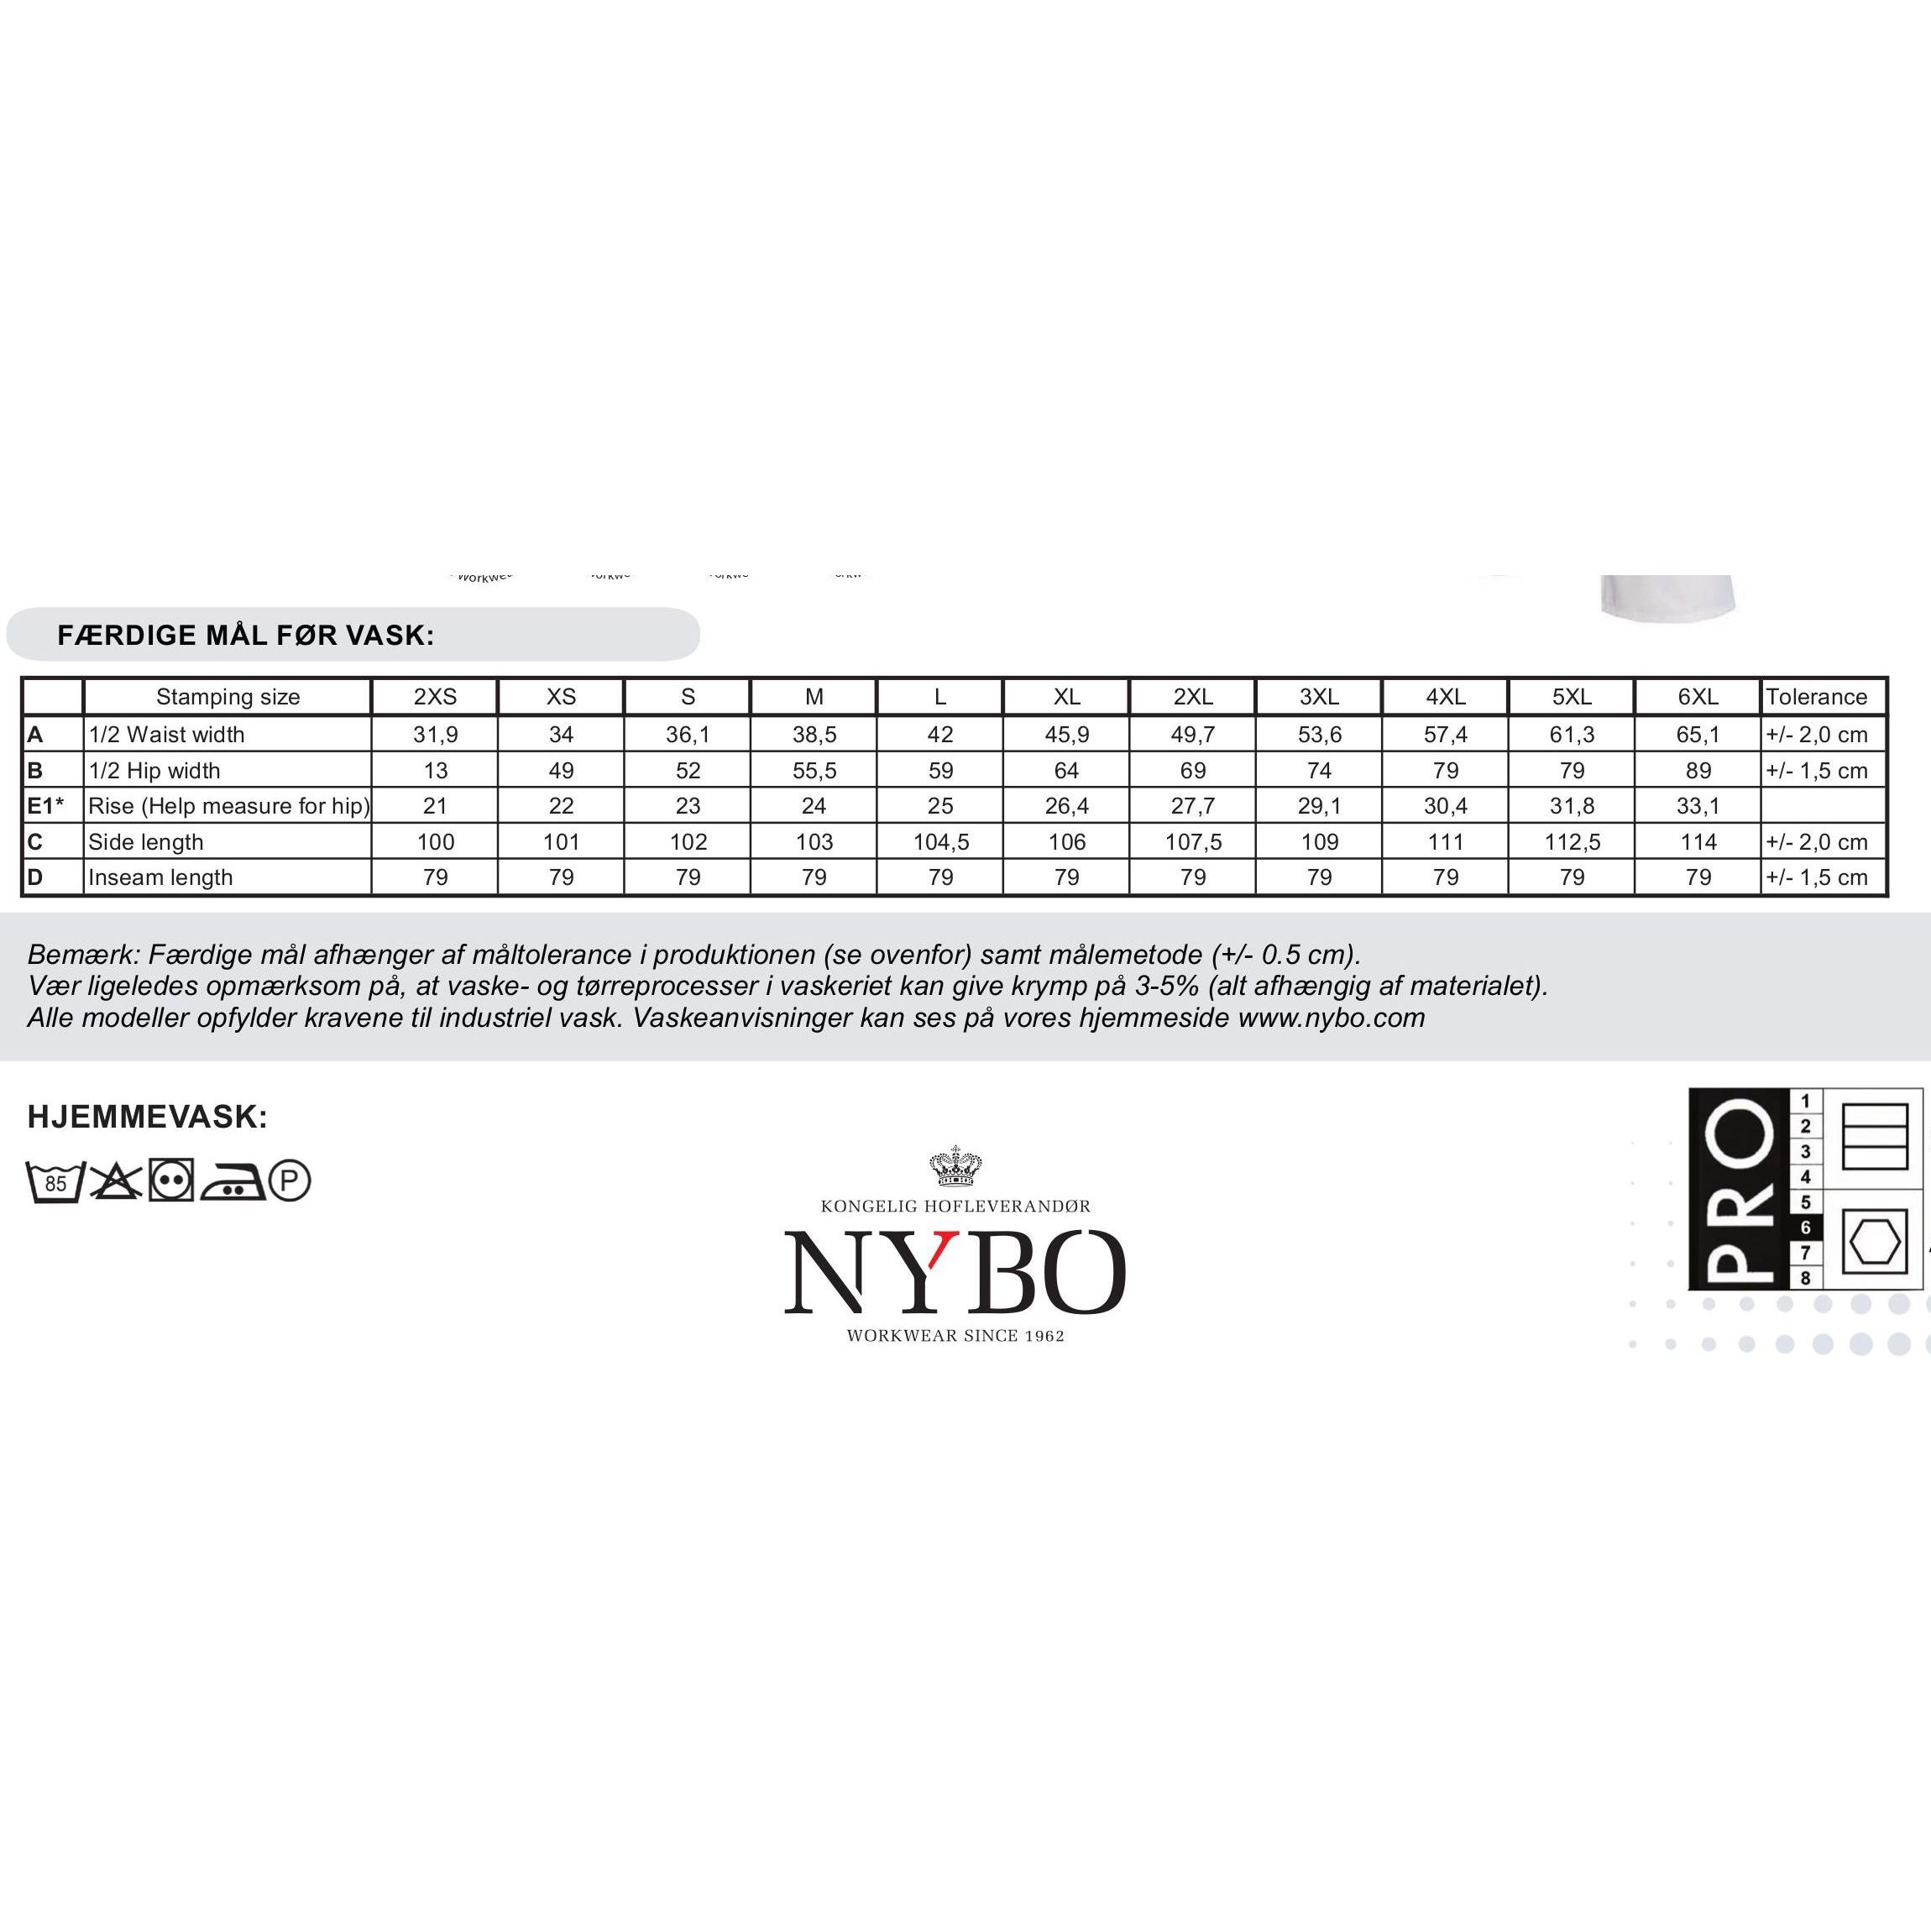 Workwe
FÆRDIGE MÅL FØR VASK:
Stamping size 2XS XS S M L XL 2XL 3XL 4XL 5XL 6XL Tolerance
A 1/2 Waist width 31,9 34 36,1 38,5 42 45,9 49,7 53,6 57,4 61,3 65,1 +/- 2,0 cm
B 1/2 Hip width 13 49 52 55,5 59 64 69 74 79 79 89 +/- 1,5 cm
E1* Rise (Help measure for hip) 21 22 23 24 25 26,4 27,7 29,1 30,4 31,8 33,1
C Side length 100 101 102 103 104,5 106 107,5 109 111 112,5 114 +/- 2,0 cm
D Inseam length 79 79 79 79 79 79 79 79 79 79 79 +/- 1,5 cm
Bemærk: Færdige mål afhænger af måltolerance i produktionen (se ovenfor) samt målemetode (+/- 0.5 cm).
Vær ligeledes opmærksom på, at vaske- og tørreprocesser i vaskeriet kan give krymp på 3-5% (alt afhængig af materialet).
Alle modeller opfylder kravene til industriel vask. Vaskeanvisninger kan ses på vores hjemmeside www.nybo.com
HJEMMEVASK:
85 P
KONGELIG HOFLEVERANDØR
NYBO
WORKWEAR SINCE 1962
PRO
1
2
3
4
5
6
7
8